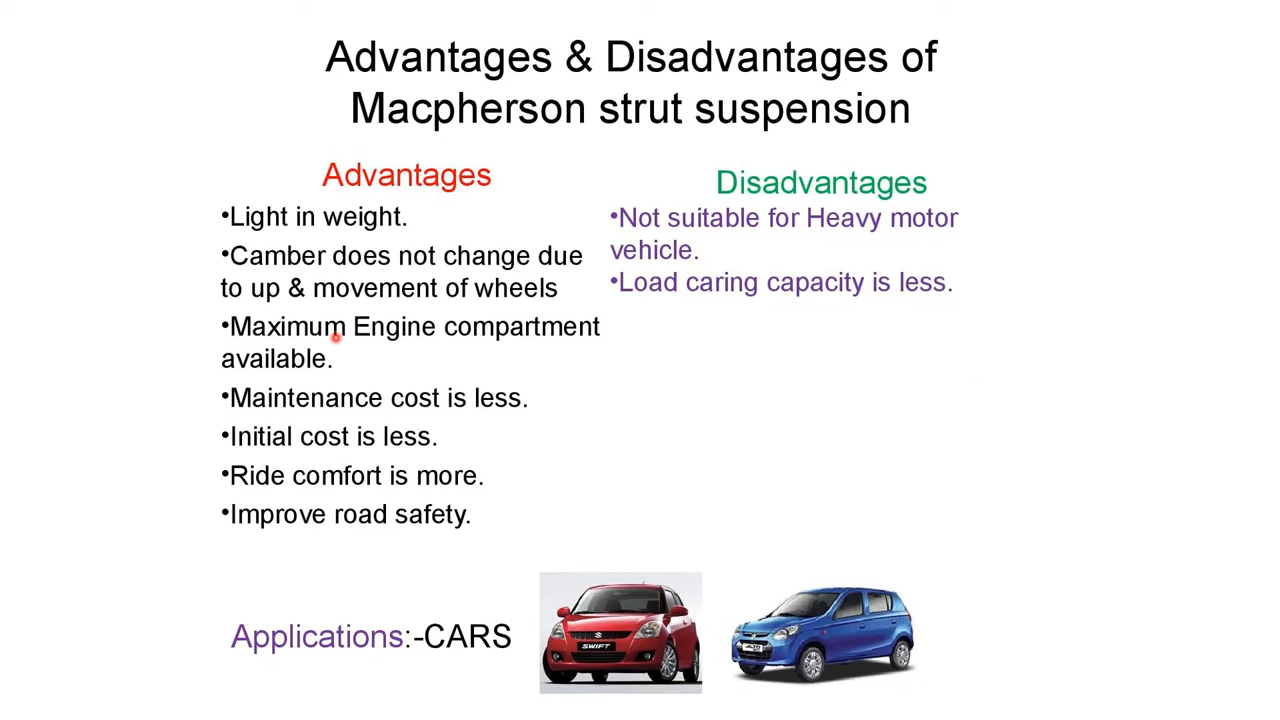 Advantages & Disadvantages of
Macpherson strut suspension
Advantages
•Light in weight.
•Camber does not change due
to up & movement of wheels
•Maximum Engine compartment
available.
•Maintenance cost is less.
•Initial cost is less.
•Ride comfort is more.
•Improve road safety.
Disadvantages
•Not suitable for Heavy motor
vehicle.
•Load caring capacity is less.
Applications:-CARS
SWIFT
ALTO